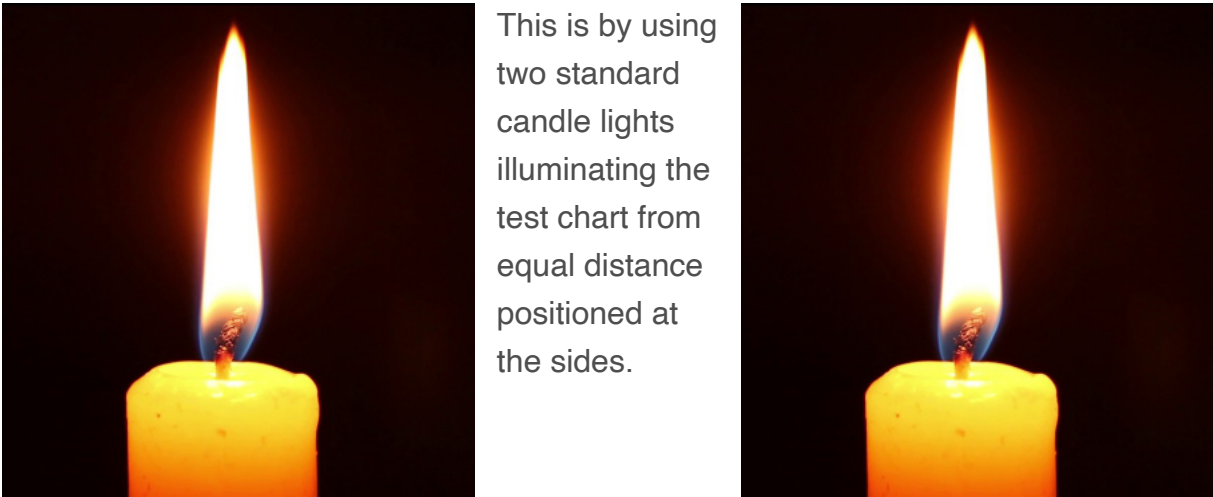 This is by using
two standard
candle lights
illuminating the
test chart from
equal distance
positioned at
the sides.